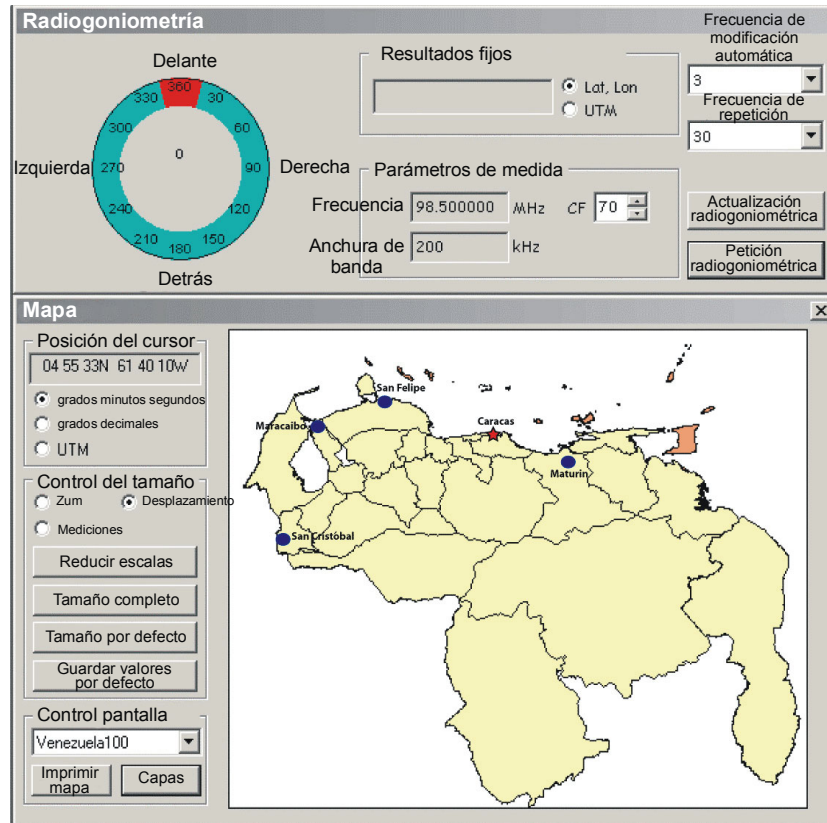 Radiogoniometría
Delante
360
330
30
300
60
0
Izquierda
270
90
Derecha
240
120
210
150
180
Detrás
Resultados fijos
Lat, Lon
UTM
Parámetros de medida
Frecuencia 98.500000 MHz CF 70
Anchura de
banda
200 kHz
Frecuencia de
modificación
automática
3
Frecuencia de
repetición
30
Actualización
radiogoniométrica
Petición
radiogoniométrica
Mapa
Posición del cursor
04 55 33N 61 40 10W
grados minutos segundos
grados decimales
UTM
Control del tamaño
Zum Desplazamiento
Mediciones
Reducir escalas
Tamaño completo
Tamaño por defecto
Guardar valores
por defecto
Control pantalla
Venezuela100
Imprimir
mapa
Capas
San Felipe
Maracaibo
Caracas
Maturin
San Cristóbal